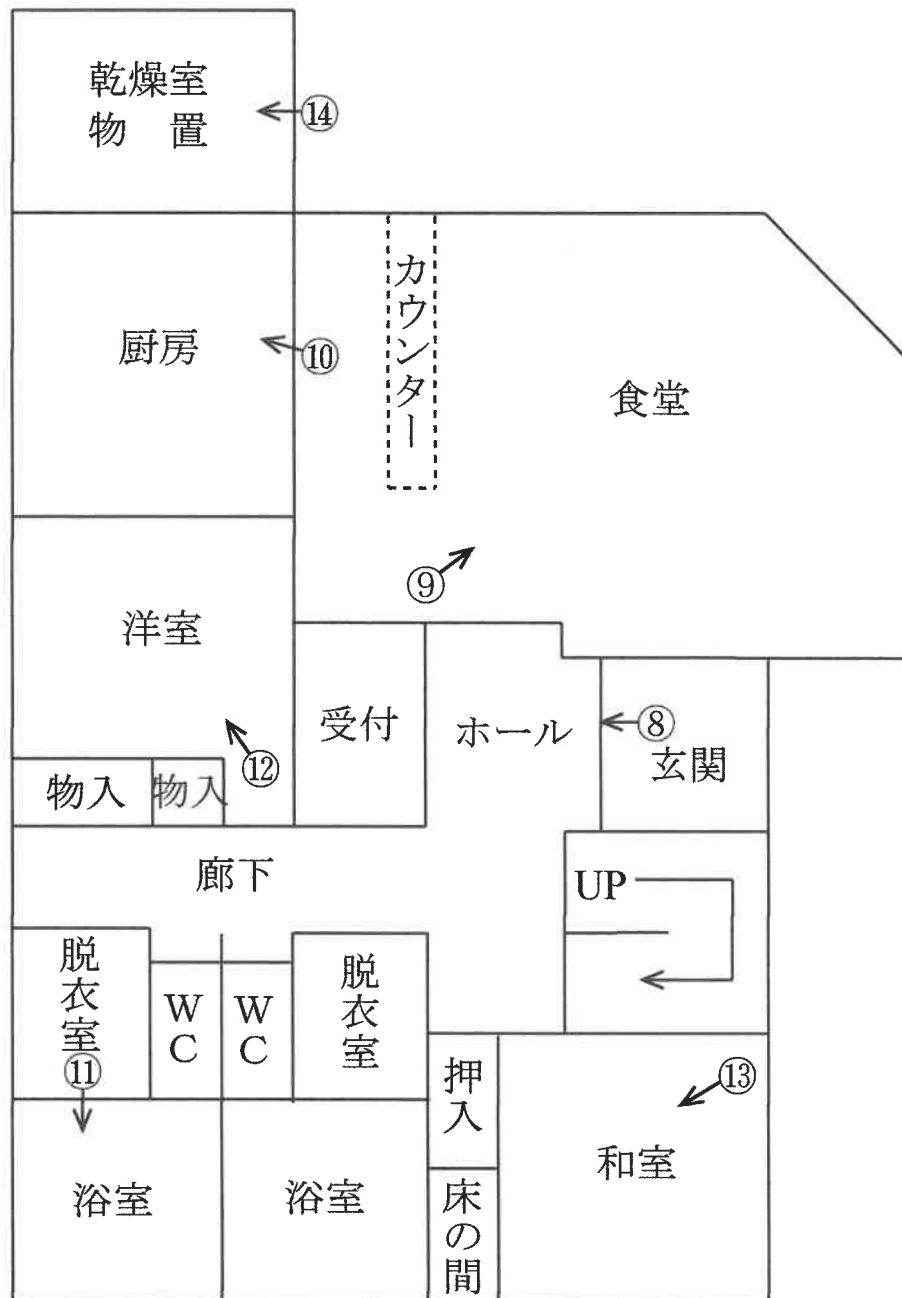 乾燥室
物 置
⑭
厨房
⑩
カウンター
食堂
⑨
洋室
⑫
受付
ホール
⑧
玄関
物入
物入
廊下
UP
脱衣室
⑪
WC
WC
脱衣室
押入
⑬
和室
浴室
浴室
床の間